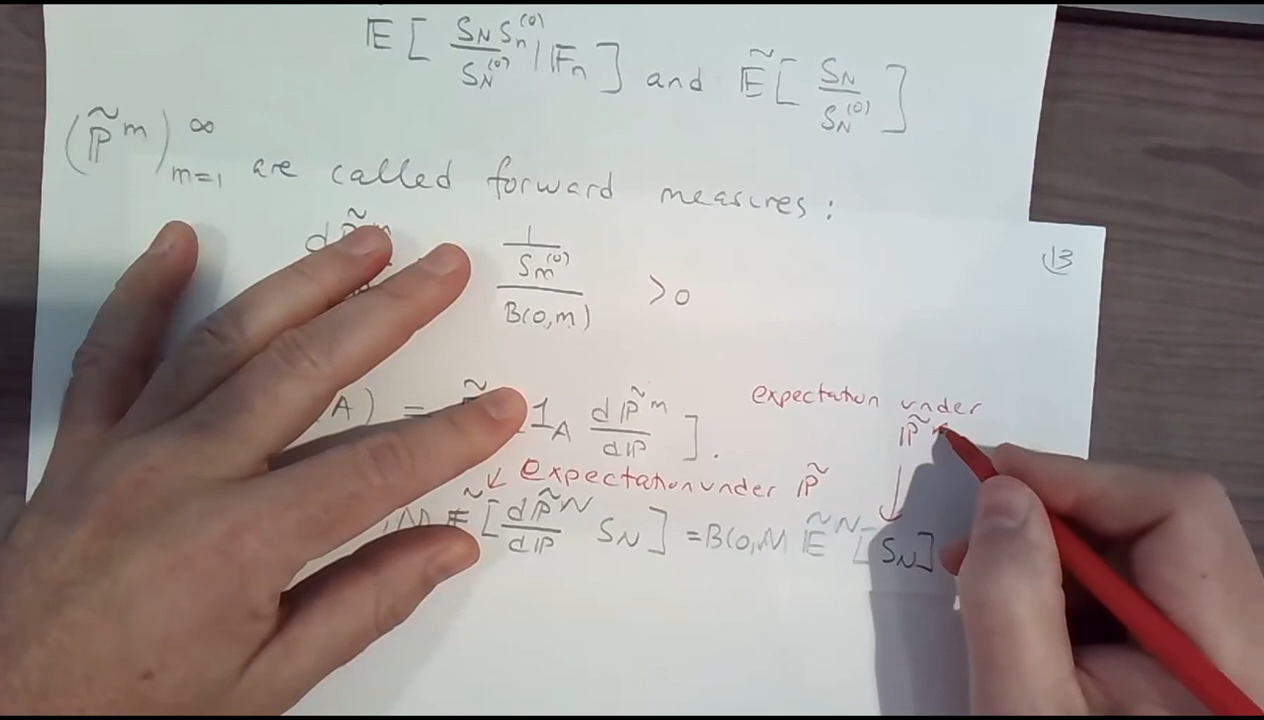 𝔼 [ S_N S_n^(0) / S_N^(0) | 𝔽_n ] and 𝔼̃ [ S_N / S_N^(0) ]
(ℙ̃^m)_{m=1}^∞ are called forward measures:
13
d (1/S_m^(0)) / B(0,m) > 0
expectation under
A) = 1_A dℙ̃^m/dℙ ]. ℙ̃
↙ Expectation under ℙ̃
𝔼̃ [ dℙ̃^N/dℙ S_N ] = B(0,N) 𝔼̃^N [ S_N ]